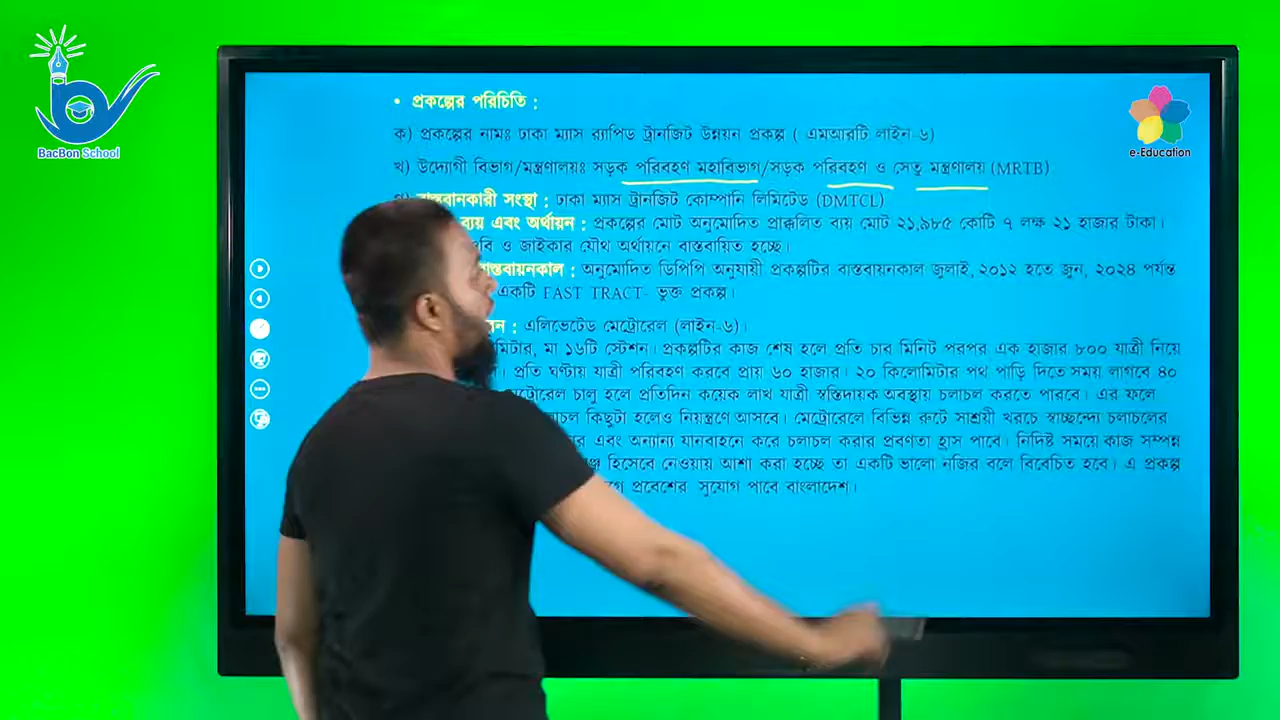 BacBon School
e-Education
• প্রকল্পের পরিচিতি :
ক) প্রকল্পের নামঃ ঢাকা ম্যাস র‍্যাপিড ট্রানজিট উন্নয়ন প্রকল্প ( এমআরটি লাইন-৬)
খ) উদ্যোগী বিভাগ/মন্ত্রণালয়ঃ সড়ক পরিবহণ মহাবিভাগ/সড়ক পরিবহণ ও সেতু মন্ত্রণালয় (MRTB)
গ) বাস্তবানকারী সংস্থা : ঢাকা ম্যাস ট্রানজিট কোম্পানি লিমিটেড (DMTCL)
ব্যয় এবং অর্থায়ন : প্রকল্পের মোট অনুমোদিত প্রাক্কলিত ব্যয় মোট ২১,৯৮৫ কোটি ৭ লক্ষ ২১ হাজার টাকা।
ও জাইকার যৌথ অর্থায়নে বাস্তবায়িত হচ্ছে।
বাস্তবায়নকাল : অনুমোদিত ডিপিপি অনুযায়ী প্রকল্পটির বাস্তবায়নকাল জুলাই, ২০১২ হতে জুন, ২০২৪ পর্যন্ত
একটি FAST TRACT- ভুক্ত প্রকল্প।
: এলিভেটেড মেট্রোরেল (লাইন-৬)।
মা ১৬টি স্টেশন। প্রকল্পটির কাজ শেষ হলে প্রতি চার মিনিট পরপর এক হাজার ৮০০ যাত্রী নিয়ে
প্রতি ঘণ্টায় যাত্রী পরিবহণ করবে প্রায় ৬০ হাজার। ২০ কিলোমিটার পথ পাড়ি দিতে সময় লাগবে ৪০
চালু হলে প্রতিদিন কয়েক লাখ যাত্রী স্বস্তিদায়ক অবস্থায় চলাচল করতে পারবে। এর ফলে
কিছুটা হলেও নিয়ন্ত্রণে আসবে। মেট্রোরেলে বিভিন্ন রুটে সাশ্রয়ী খরচে স্বাচ্ছন্দ্যে চলাচলের
এবং অন্যান্য যানবাহনে করে চলাচল করার প্রবণতা হ্রাস পাবে। নিদিষ্ট সময়ে কাজ সম্পন্ন
হিসেবে নেওয়ায় আশা করা হচ্ছে তা একটি ভালো নজির বলে বিবেচিত হবে। এ প্রকল্প
প্রবেশের সুযোগ পাবে বাংলাদেশ।